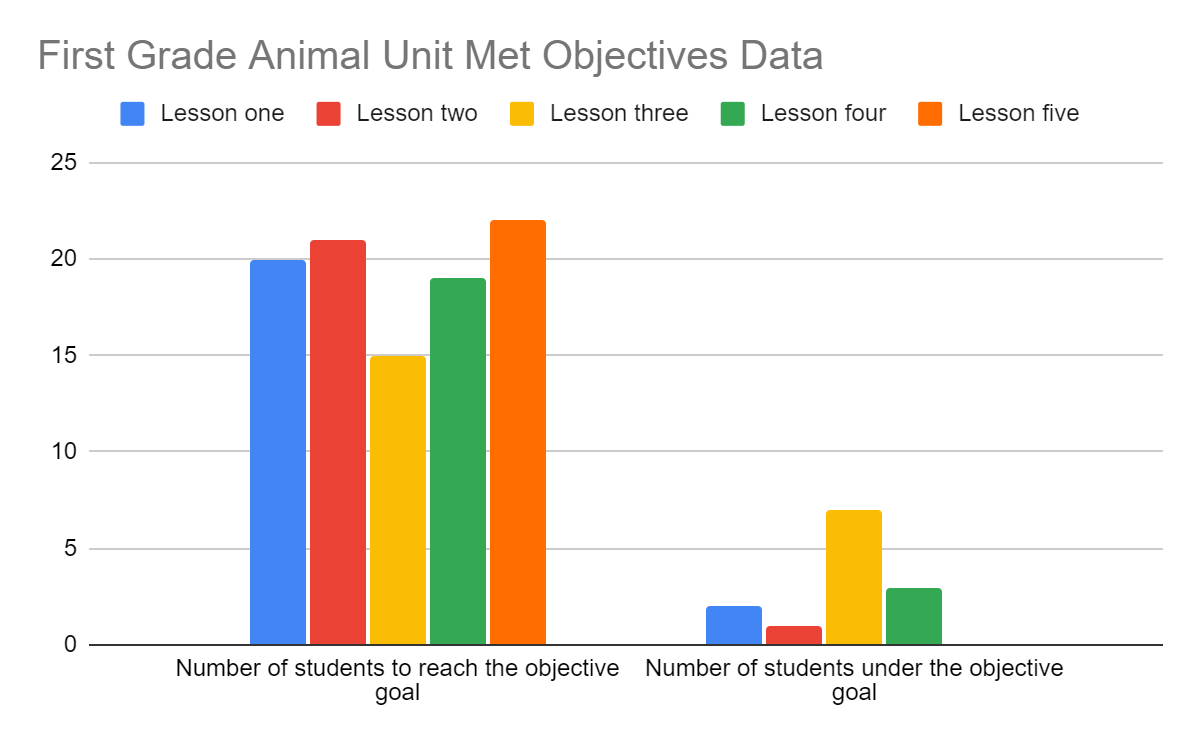 First Grade Animal Unit Met Objectives Data
Lesson one Lesson two Lesson three Lesson four Lesson five
25
20
15
10
5
0
Number of students to reach the objective
goal
Number of students under the objective
goal